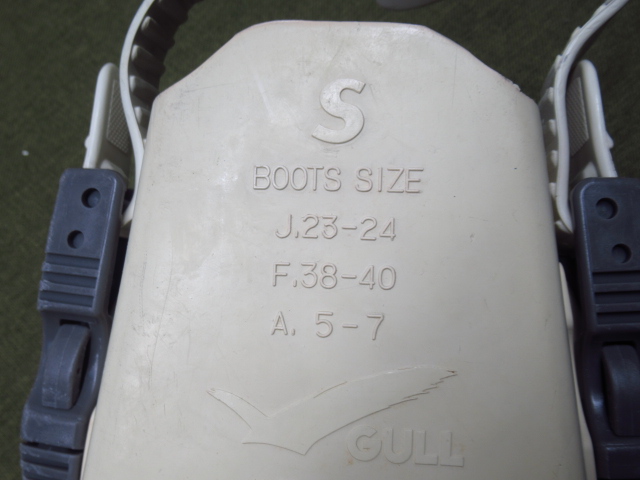 S
BOOTS SIZE
J.23-24
F.38-40
A. 5-7
GULL